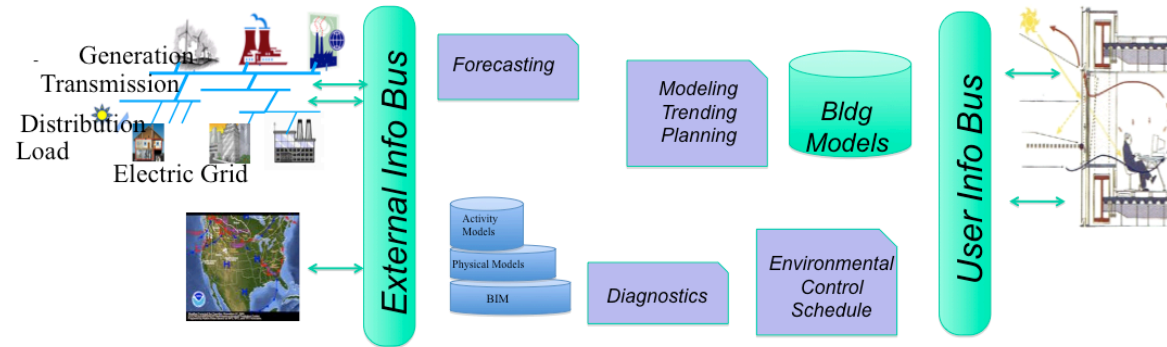 Generation
Transmission
Distribution
Load
Electric Grid
External Info Bus
Forecasting
Modeling
Trending
Planning
Bldg
Models
Activity
Models
Physical Models
BIM
Diagnostics
Environmental
Control
Schedule
User Info Bus